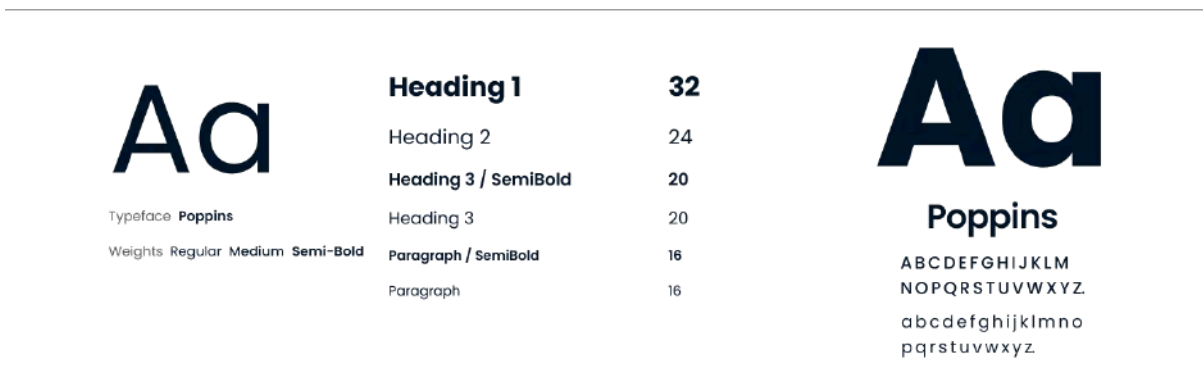 Aa
Typeface Poppins
Weights Regular Medium Semi-Bold
Heading 1 32
Heading 2 24
Heading 3 / SemiBold 20
Heading 3 20
Paragraph / SemiBold 16
Paragraph 16
Aa
Poppins
ABCDEFGHIJKLM
NOPQRSTUVWXYZ.
abcdefghijklmno
pqrstuvwxyz.